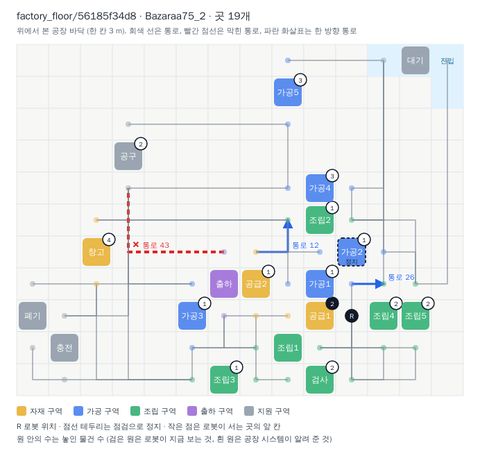 factory_floor/56185f34d8 · Bazaraa75_2 · 곳 19개
위에서 본 공장 바닥 (한 칸 3 m). 회색 선은 통로, 빨간 점선은 막힌 통로, 파란 화살표는 한 방향 통로
대기
진입
가공5 3
공구 2
가공4 3
조립2 1
창고 4
✕ 통로 43
통로 12
가공2 1
정지
통로 26
폐기
출하
공급2 1
가공1 1
가공3 1
공급1 2
R
조립4 2
조립5 2
충전
조립1
조립3 1
검사 2
자재 구역
가공 구역
조립 구역
출하 구역
지원 구역
R 로봇 위치 · 점선 테두리는 점검으로 정지 · 작은 점은 로봇이 서는 곳의 앞 칸
원 안의 수는 놓인 물건 수 (검은 원은 로봇이 지금 보는 것, 흰 원은 공장 시스템이 알려 준 것)